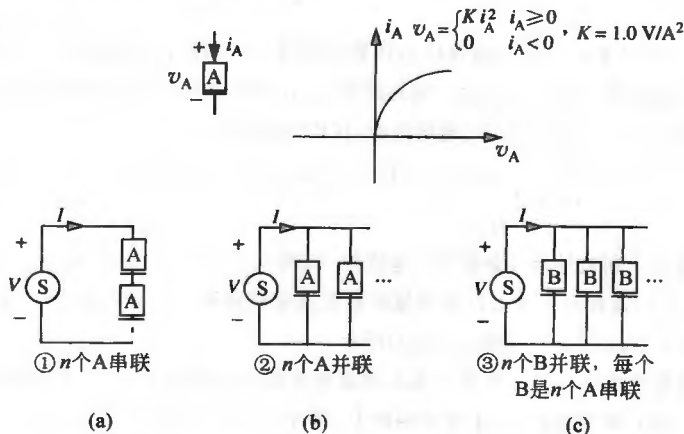 + i_A
v_A A
−
i_A v_A = { K i_A^2 i_A ≥ 0
0 i_A < 0 , K = 1.0 V/A²
v_A
I
+
V S
−
A
A
①n个A串联
(a)
I
+
V S
−
A A ...
②n个A并联
(b)
I
+
V S
−
B B B ...
③n个B并联，每个
B是n个A串联
(c)